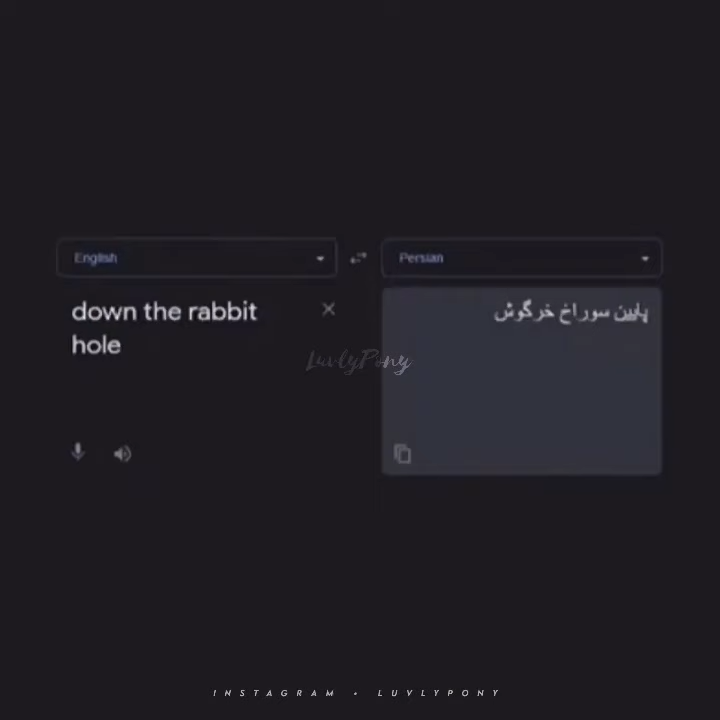 English
Persian
down the rabbit
hole
پایین سوراخ خرگوش
LuvlyPony
INSTAGRAM • LUVLYPONY